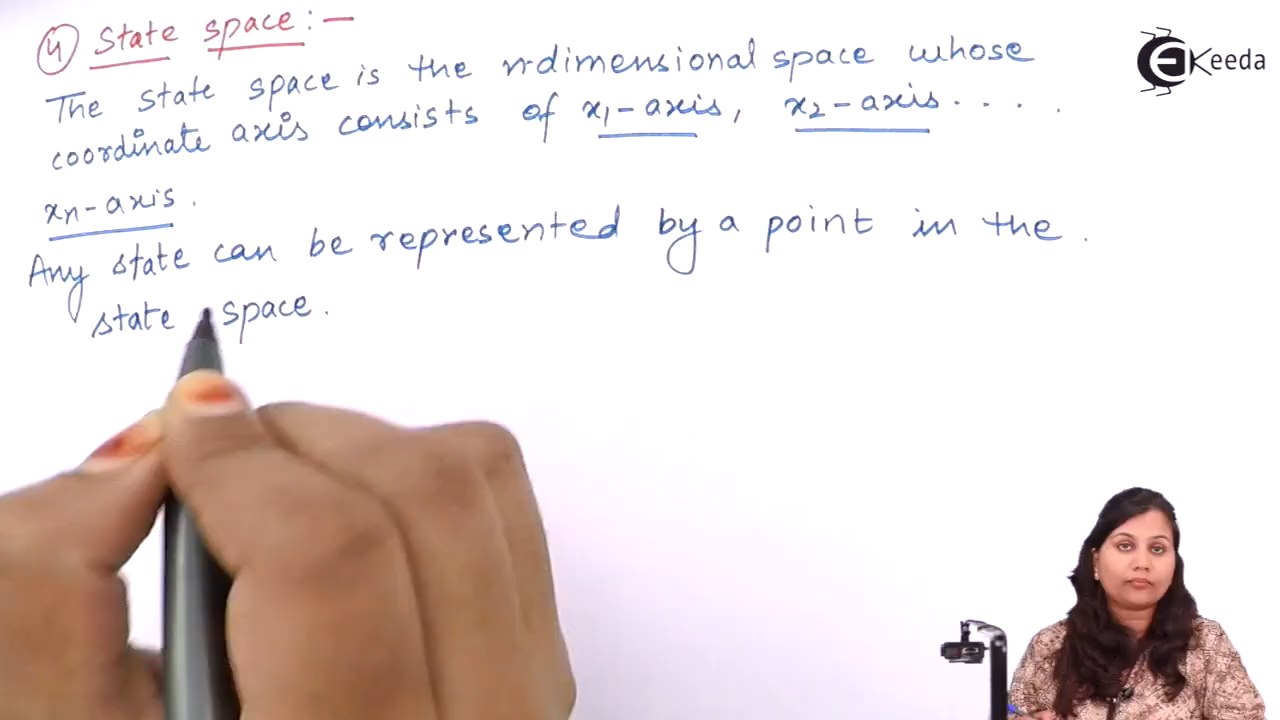 4 State space : -
The state space is the n-dimensional space whose
coordinate axis consists of x₁-axis, x₂-axis . . . .
xn-axis.
Any state can be represented by a point in the .
state space.
EKeeda